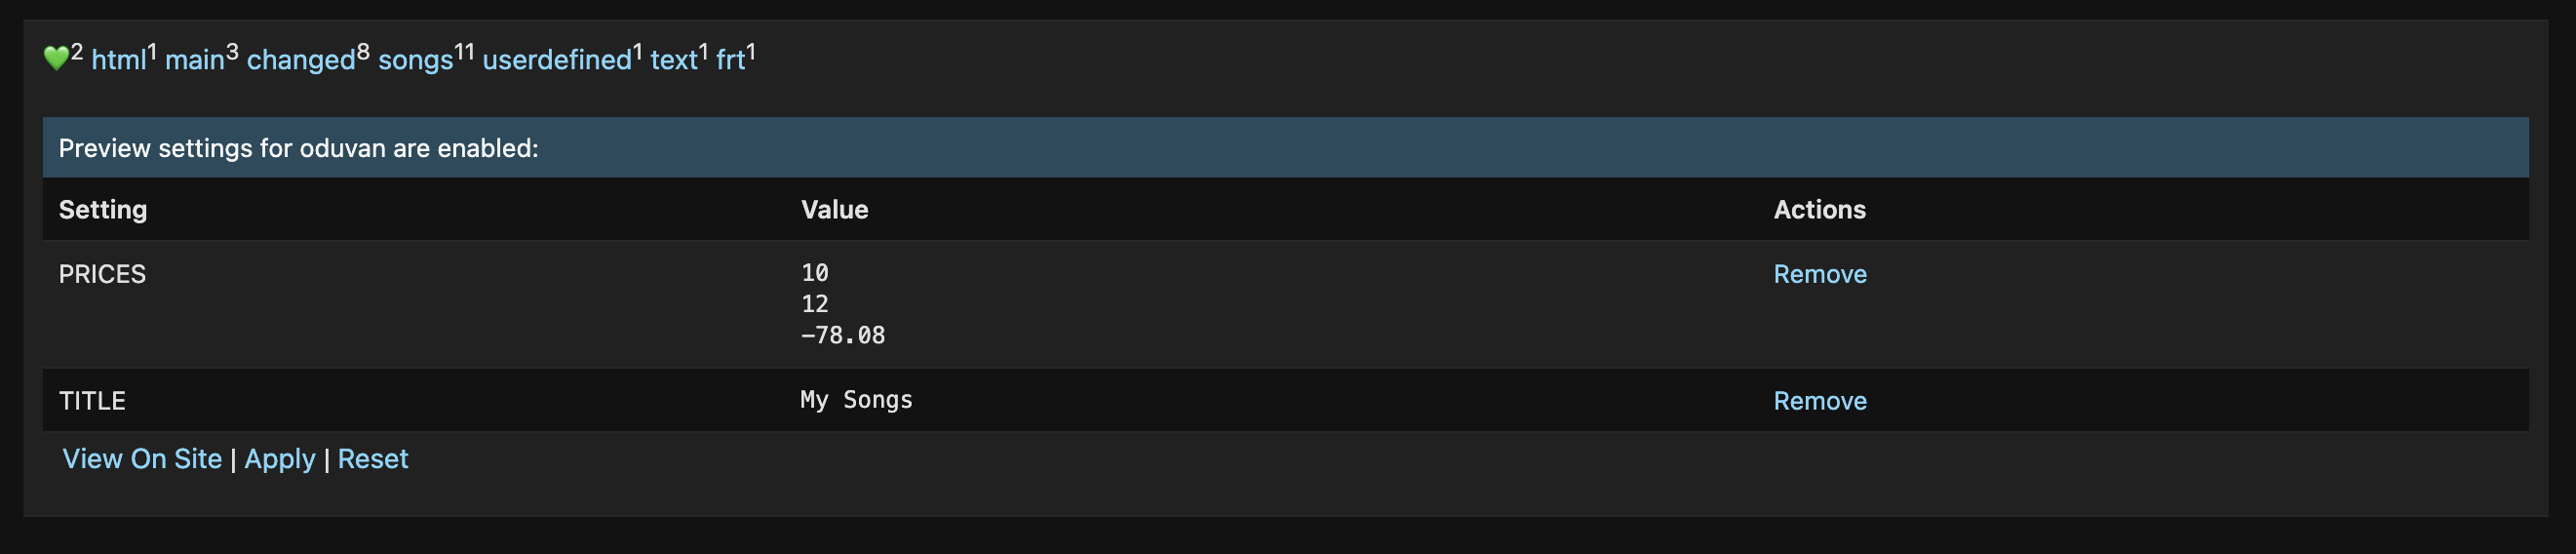 💚2 html1 main3 changed8 songs11 userdefined1 text1 frt1
Preview settings for oduvan are enabled:
Setting Value Actions
PRICES 10 Remove
12
-78.08
TITLE My Songs Remove
View On Site | Apply | Reset